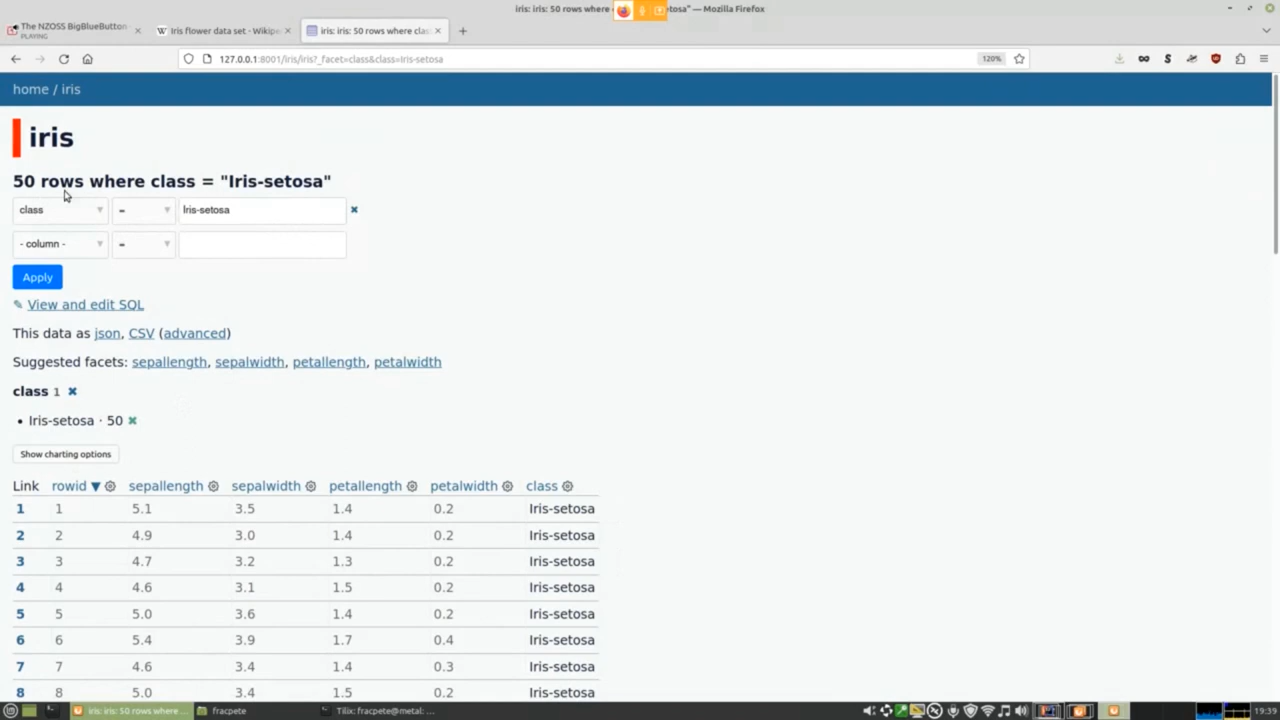 iris: iris: 50 rows where
etosa" — Mozilla Firefox
The NZOSS BigBlueButton
PLAYING
Iris flower data set - Wikipe
iris: iris: 50 rows where clas
127.0.0.1:8001/iris/iris?_facet=class&class=Iris-setosa
120%
home / iris
iris
50 rows where class = "Iris-setosa"
class = Iris-setosa
- column - =
Apply
View and edit SQL
This data as json, CSV (advanced)
Suggested facets: sepallength, sepalwidth, petallength, petalwidth
class 1
• Iris-setosa · 50
Show charting options
Link rowid ▼ sepallength sepalwidth petallength petalwidth class
1 1 5.1 3.5 1.4 0.2 Iris-setosa
2 2 4.9 3.0 1.4 0.2 Iris-setosa
3 3 4.7 3.2 1.3 0.2 Iris-setosa
4 4 4.6 3.1 1.5 0.2 Iris-setosa
5 5 5.0 3.6 1.4 0.2 Iris-setosa
6 6 5.4 3.9 1.7 0.4 Iris-setosa
7 7 4.6 3.4 1.4 0.3 Iris-setosa
8 8 5.0 3.4 1.5 0.2 Iris-setosa
iris: iris: 50 rows where ...
fracpete
Tilix: fracpete@metal: ...
19:39